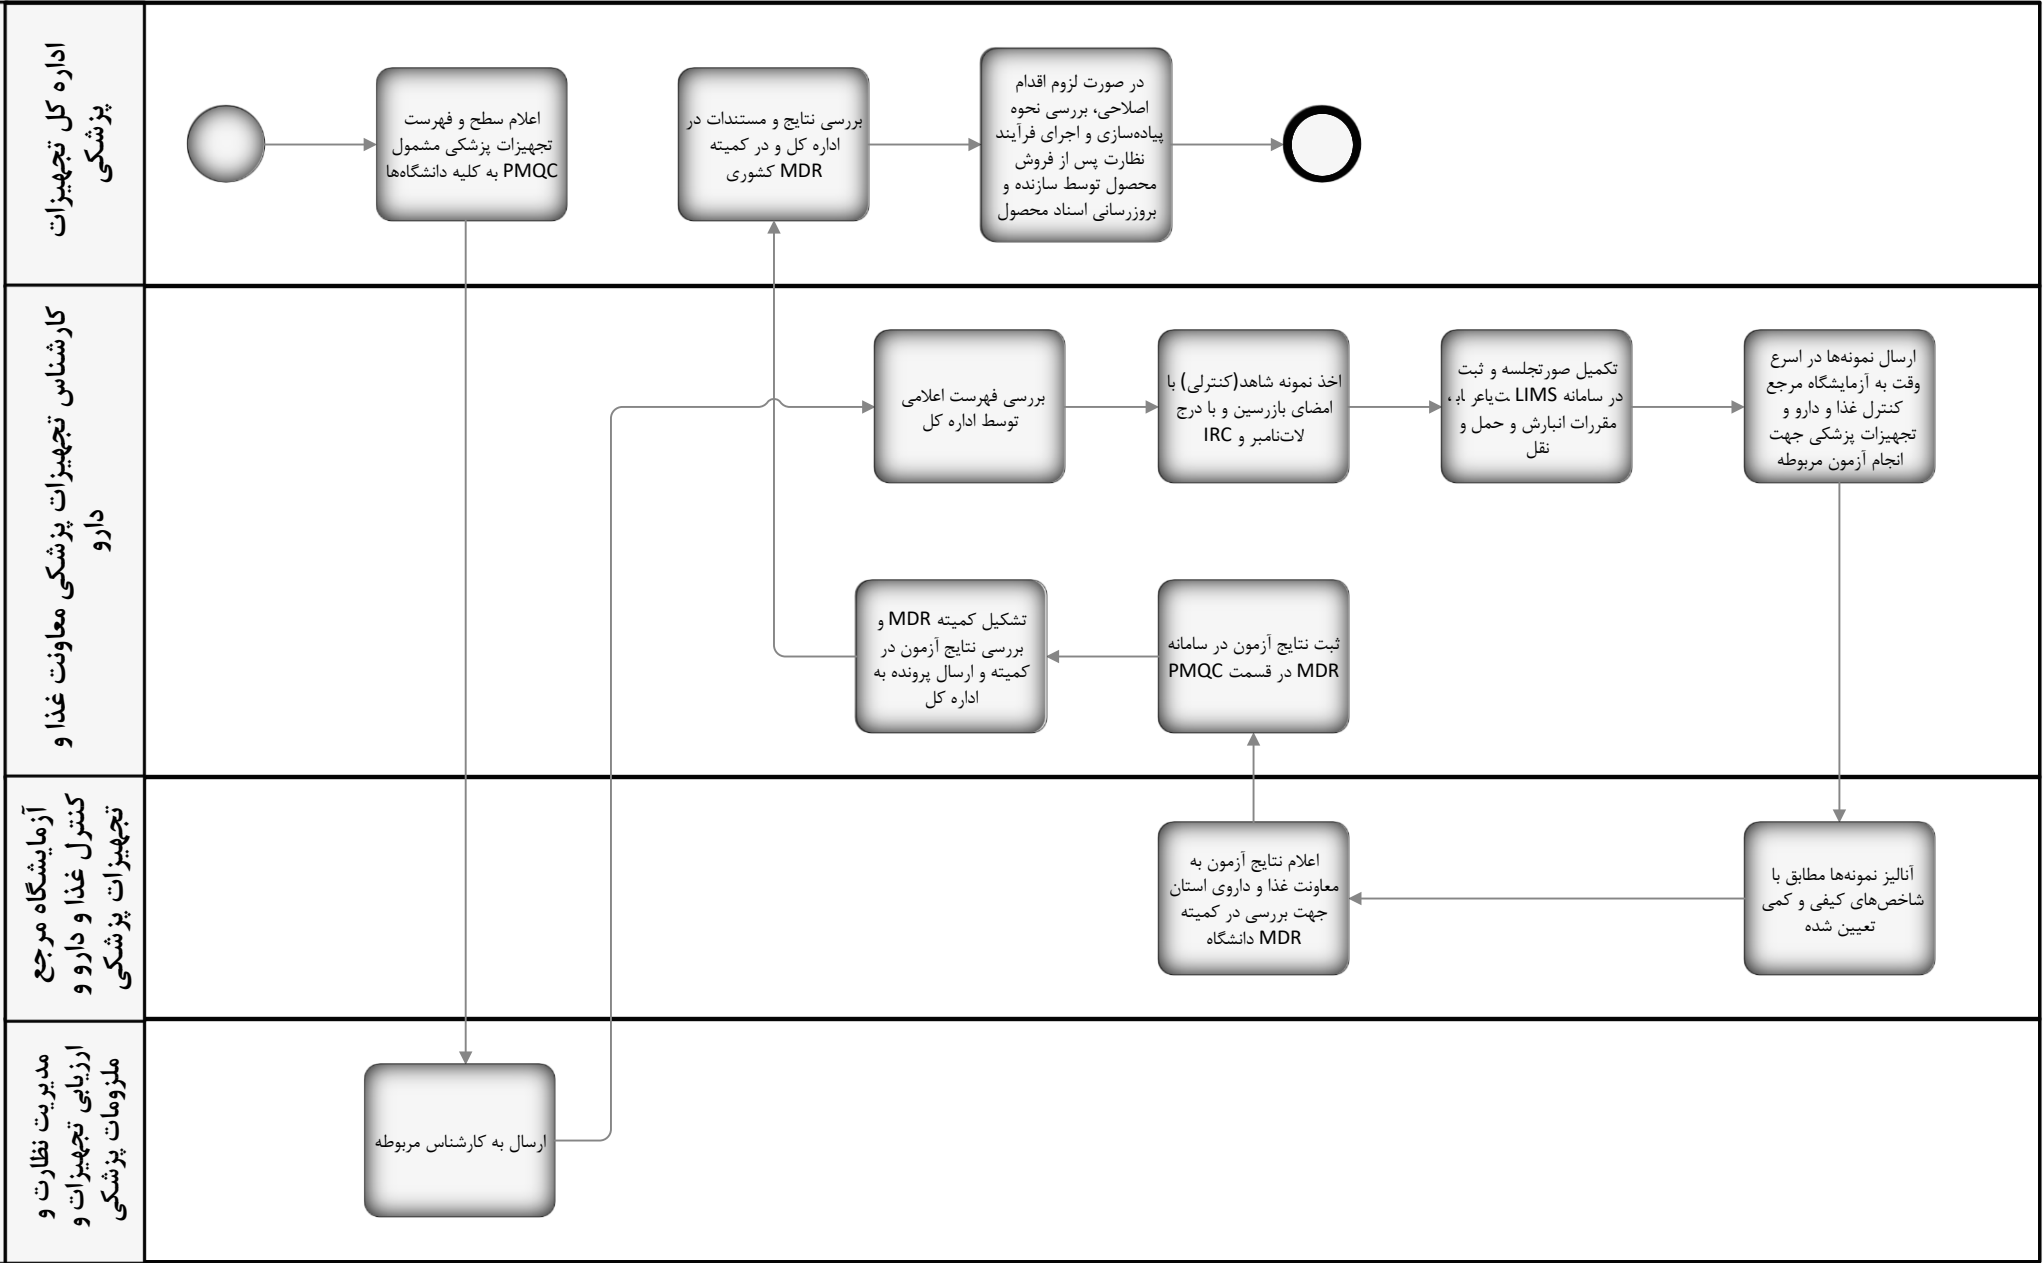 اداره کل تجهیزات
پزشکی
اعلام سطح و فهرست
تجهیزات پزشکی مشمول
PMQC به کلیه دانشگاه‌ها
بررسی نتایج و مستندات در
اداره کل و در کمیته
MDR کشوری
در صورت لزوم اقدام
اصلاحی، بررسی نحوه
پیاده‌سازی و اجرای فرآیند
نظارت پس از فروش
محصول توسط سازنده و
بروزرسانی اسناد محصول
کارشناس تجهیزات پزشکی معاونت غذا و
دارو
بررسی فهرست اعلامی
توسط اداره کل
اخذ نمونه شاهد(کنترلی) با
امضای بازرسین و با درج
لات‌نامبر و IRC
تکمیل صورتجلسه و ثبت
در سامانه LIMS
مقررات انبارش و حمل و
نقل
ارسال نمونه‌ها در اسرع
وقت به آزمایشگاه مرجع
کنترل غذا و دارو و
تجهیزات پزشکی جهت
انجام آزمون مربوطه
تشکیل کمیته MDR و
بررسی نتایج آزمون در
کمیته و ارسال پرونده به
اداره کل
ثبت نتایج آزمون در سامانه
MDR در قسمت PMQC
آزمایشگاه مرجع
کنترل غذا و دارو و
تجهیزات پزشکی
اعلام نتایج آزمون به
معاونت غذا و داروی استان
جهت بررسی در کمیته
MDR دانشگاه
آنالیز نمونه‌ها مطابق با
شاخص‌های کیفی و کمی
تعیین شده
مدیریت نظارت و
ارزیابی تجهیزات و
ملزومات پزشکی
ارسال به کارشناس مربوطه